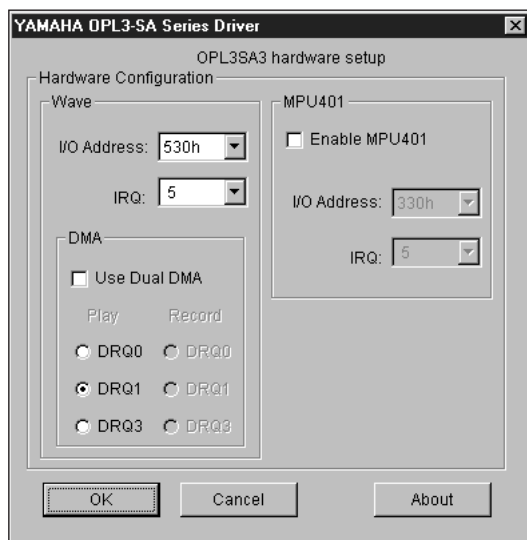 YAMAHA OPL3-SA Series Driver
OPL3SA3 hardware setup
Hardware Configuration
Wave
I/O Address: 530h
IRQ: 5
DMA
Use Dual DMA
Play Record
DRQ0 DRQ0
DRQ1 DRQ1
DRQ3 DRQ3
MPU401
Enable MPU401
I/O Address: 330h
IRQ: 5
OK Cancel About